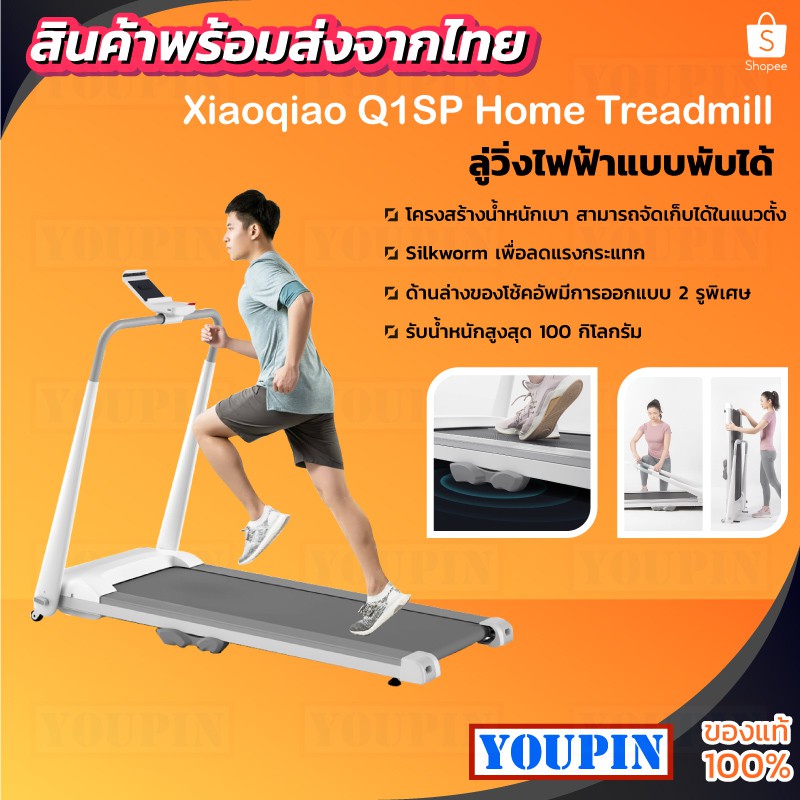 สินค้าพร้อมส่งจากไทย
Shopee
Xiaoqiao Q1SP Home Treadmill
ลู่วิ่งไฟฟ้าแบบพับได้
โครงสร้างน้ำหนักเบา สามารถจัดเก็บได้ในแนวตั้ง
Silkworm เพื่อลดแรงกระแทก
ด้านล่างของโช้คอัพมีการออกแบบ 2 รูพิเศษ
รับน้ำหนักสูงสุด 100 กิโลกรัม
YOUPIN
ของแท้
100%